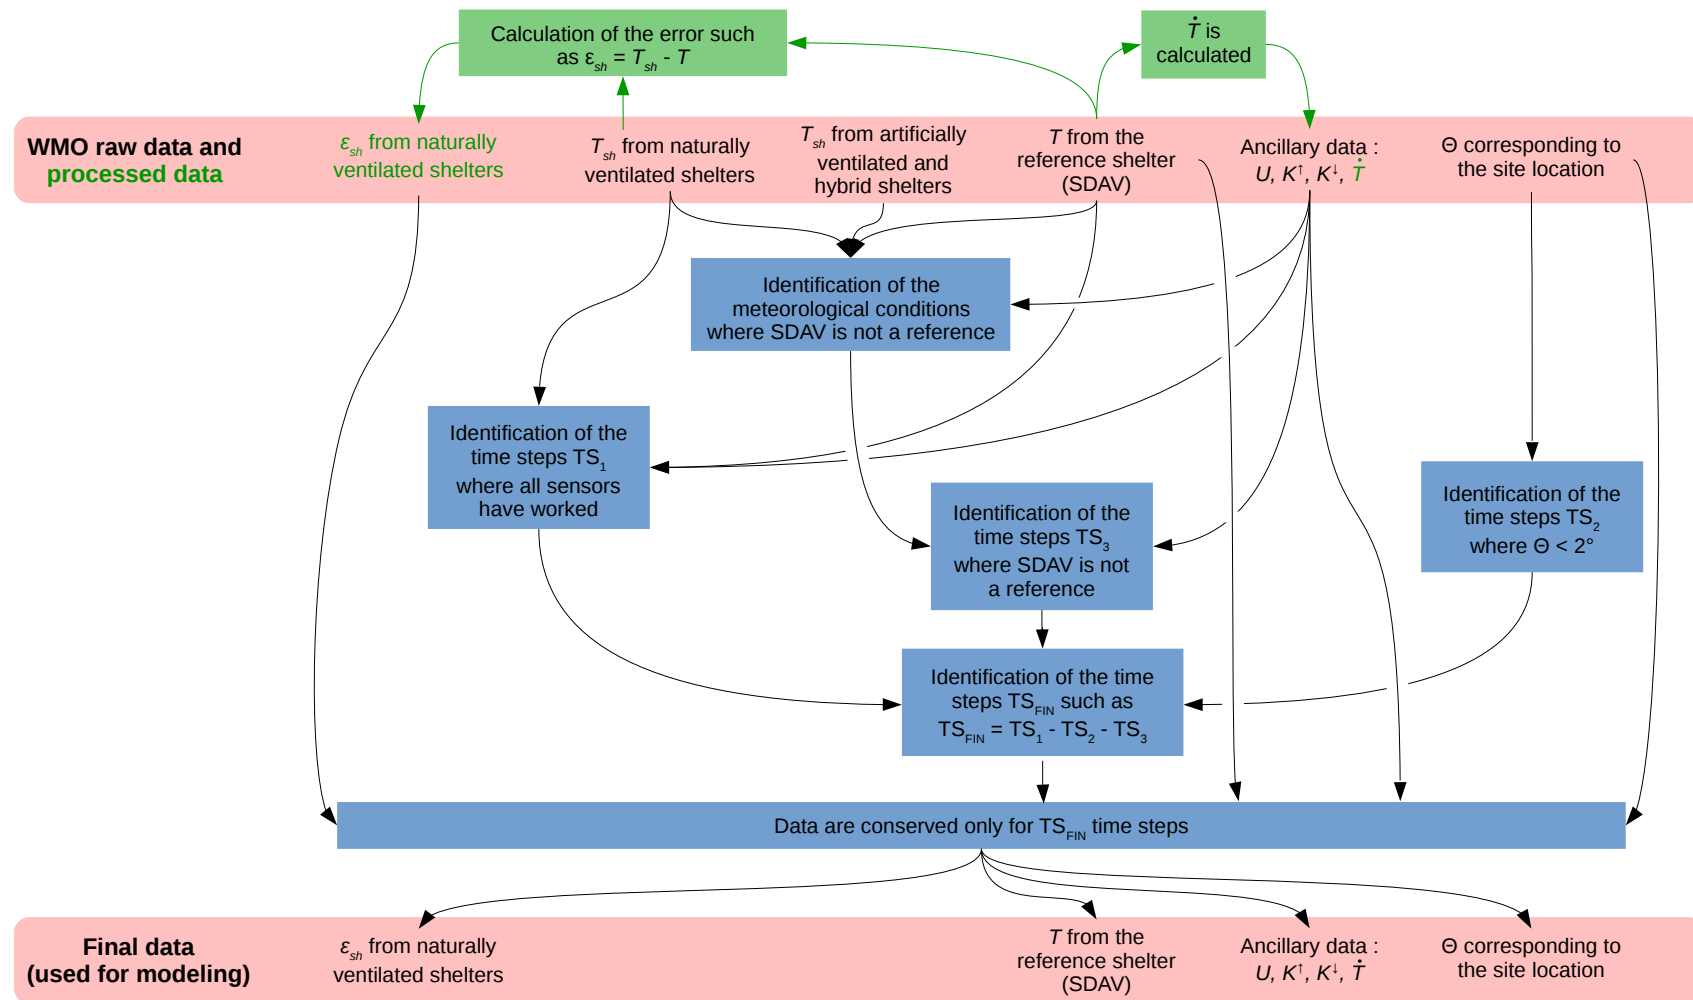 Calculation of the error such
as εsh = Tsh - T
Ṫ is
calculated
WMO raw data and
processed data
εsh from naturally
ventilated shelters
Tsh from naturally
ventilated shelters
Tsh from artificially
ventilated and
hybrid shelters
T from the
reference shelter
(SDAV)
Ancillary data :
U, K↑, K↓, Ṫ
Θ corresponding to
the site location
Identification of the
meteorological conditions
where SDAV is not a reference
Identification of the
time steps TS1
where all sensors
have worked
Identification of the
time steps TS3
where SDAV is not
a reference
Identification of the
time steps TS2
where Θ < 2°
Identification of the time
steps TSFIN such as
TSFIN = TS1 - TS2 - TS3
Data are conserved only for TSFIN time steps
Final data
(used for modeling)
εsh from naturally
ventilated shelters
T from the
reference shelter
(SDAV)
Ancillary data :
U, K↑, K↓, Ṫ
Θ corresponding to
the site location